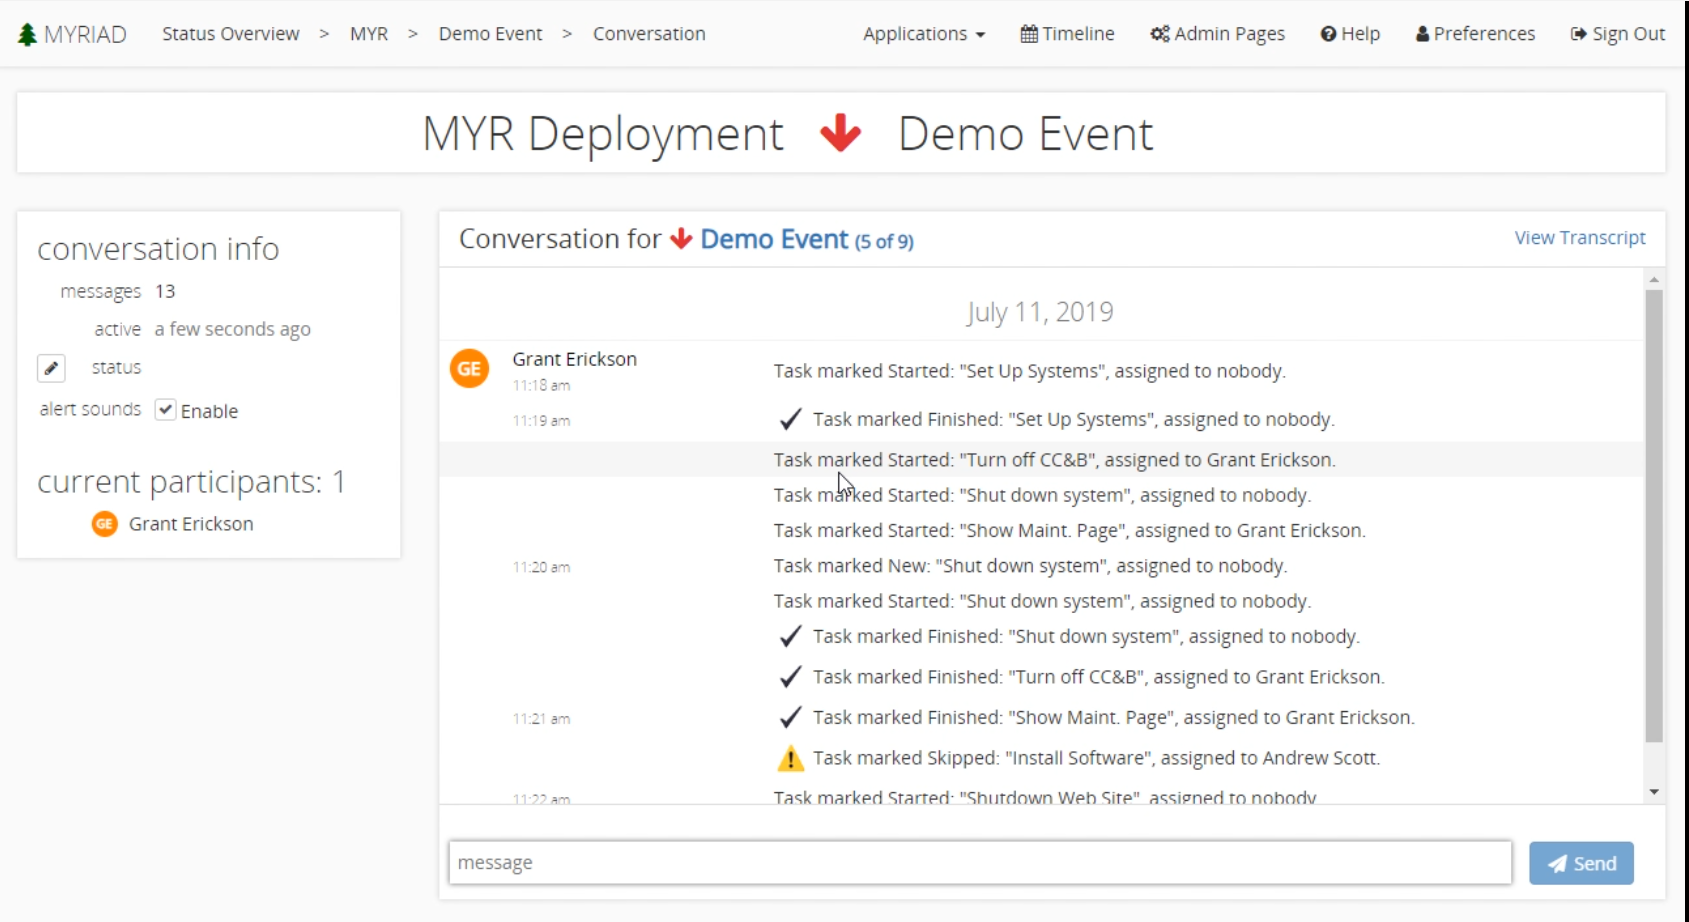 MYRIAD Status Overview > MYR > Demo Event > Conversation Applications Timeline Admin Pages Help Preferences Sign Out
MYR Deployment Demo Event
conversation info
messages 13
active a few seconds ago
status
alert sounds Enable
current participants: 1
GE Grant Erickson
Conversation for Demo Event (5 of 9) View Transcript
July 11, 2019
GE Grant Erickson
11:18 am Task marked Started: "Set Up Systems", assigned to nobody.
11:19 am Task marked Finished: "Set Up Systems", assigned to nobody.
Task marked Started: "Turn off CC&B", assigned to Grant Erickson.
Task marked Started: "Shut down system", assigned to nobody.
Task marked Started: "Show Maint. Page", assigned to Grant Erickson.
11:20 am Task marked New: "Shut down system", assigned to nobody.
Task marked Started: "Shut down system", assigned to nobody.
Task marked Finished: "Shut down system", assigned to nobody.
Task marked Finished: "Turn off CC&B", assigned to Grant Erickson.
11:21 am Task marked Finished: "Show Maint. Page", assigned to Grant Erickson.
Task marked Skipped: "Install Software", assigned to Andrew Scott.
11:22 am Task marked Started: "Shutdown Web Site", assigned to nobody
message Send